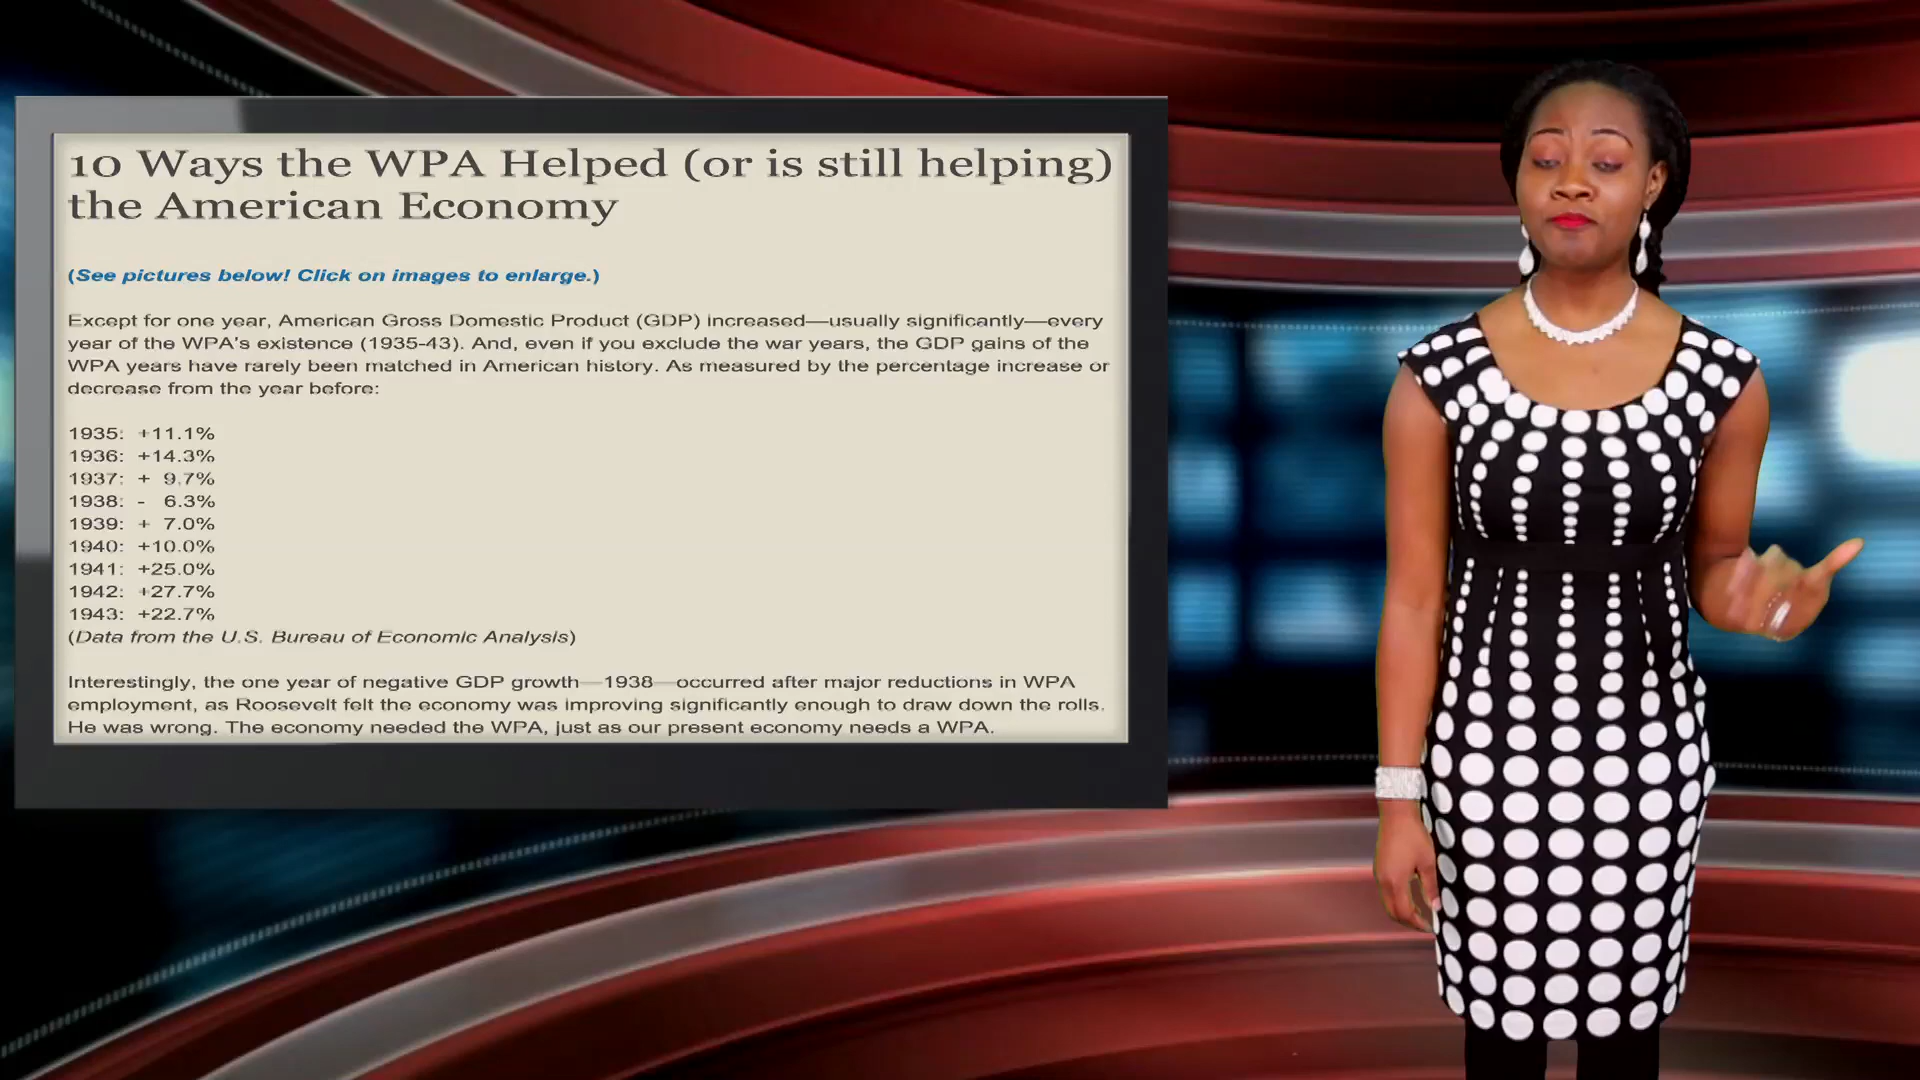 10 Ways the WPA Helped (or is still helping)
the American Economy
(See pictures below! Click on images to enlarge.)
Except for one year, American Gross Domestic Product (GDP) increased—usually significantly—every
year of the WPA's existence (1935-43). And, even if you exclude the war years, the GDP gains of the
WPA years have rarely been matched in American history. As measured by the percentage increase or
decrease from the year before:
1935: +11.1%
1936: +14.3%
1937: + 9.7%
1938: - 6.3%
1939: + 7.0%
1940: +10.0%
1941: +25.0%
1942: +27.7%
1943: +22.7%
(Data from the U.S. Bureau of Economic Analysis)
Interestingly, the one year of negative GDP growth—1938—occurred after major reductions in WPA
employment, as Roosevelt felt the economy was improving significantly enough to draw down the rolls.
He was wrong. The economy needed the WPA, just as our present economy needs a WPA.